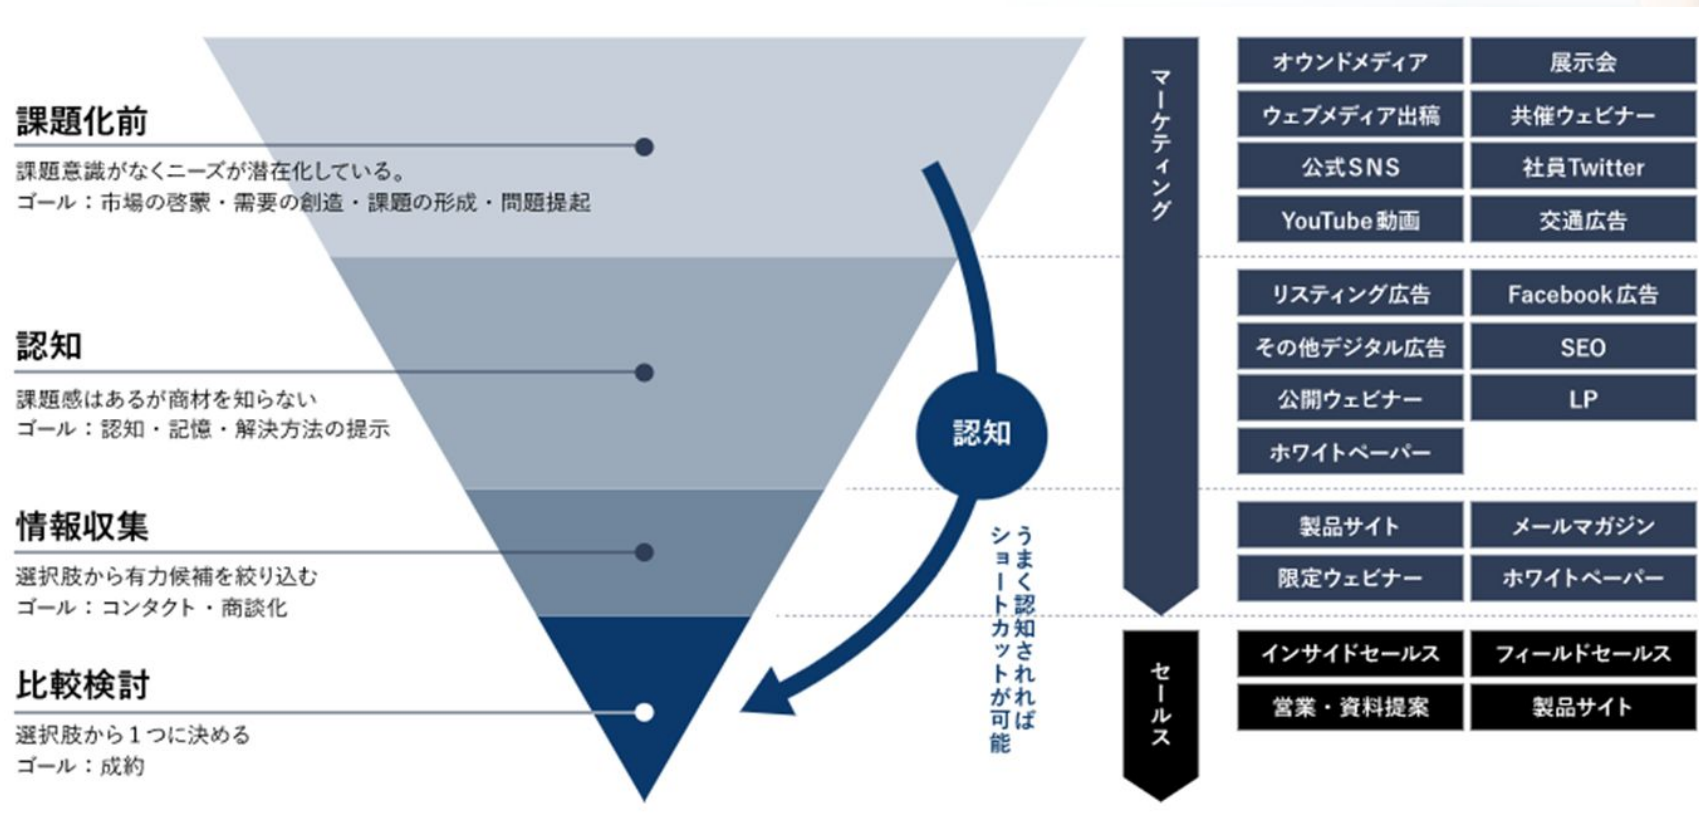 課題化前
課題意識がなくニーズが潜在化している。
ゴール：市場の啓蒙・需要の創造・課題の形成・問題提起
認知
課題感はあるが商材を知らない
ゴール：認知・記憶・解決方法の提示
情報収集
選択肢から有力候補を絞り込む
ゴール：コンタクト・商談化
比較検討
選択肢から1つに決める
ゴール：成約
認知
うまく認知されれば
ショートカットが可能
マーケティング
セールス
オウンドメディア
展示会
ウェブメディア出稿
共催ウェビナー
公式SNS
社員Twitter
YouTube動画
交通広告
リスティング広告
Facebook広告
その他デジタル広告
SEO
公開ウェビナー
LP
ホワイトペーパー
製品サイト
メールマガジン
限定ウェビナー
ホワイトペーパー
インサイドセールス
フィールドセールス
営業・資料提案
製品サイト